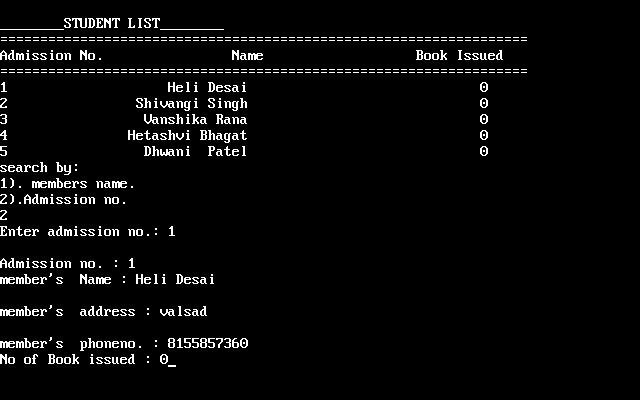 ________STUDENT LIST________
==================================================================
Admission No. Name Book Issued
==================================================================
1 Heli Desai 0
2 Shivangi Singh 0
3 Vanshika Rana 0
4 Hetashvi Bhagat 0
5 Dhwani  Patel 0
search by:
1). members name.
2).Admission no.
2
Enter admission no.: 1
Admission no. : 1
member's  Name : Heli Desai
member's  address : valsad
member's  phoneno. : 8155857360
No of Book issued : 0_